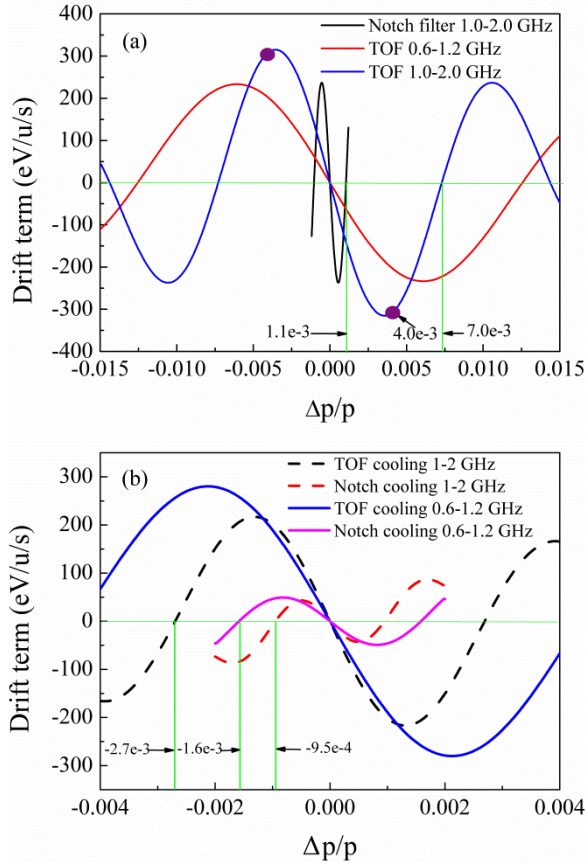 (a)
Notch filter 1.0-2.0 GHz
TOF 0.6-1.2 GHz
TOF 1.0-2.0 GHz
Drift term (eV/u/s)
400
300
200
100
0
-100
-200
-300
-400
1.1e-3
4.0e-3
7.0e-3
-0.015 -0.010 -0.005 0.000 0.005 0.010 0.015
Δp/p
(b)
TOF cooling 1-2 GHz
Notch cooling 1-2 GHz
TOF cooling 0.6-1.2 GHz
Notch cooling 0.6-1.2 GHz
Drift term (eV/u/s)
300
200
100
0
-100
-200
-300
-2.7e-3
-1.6e-3
-9.5e-4
-0.004 -0.002 0.000 0.002 0.004
Δp/p